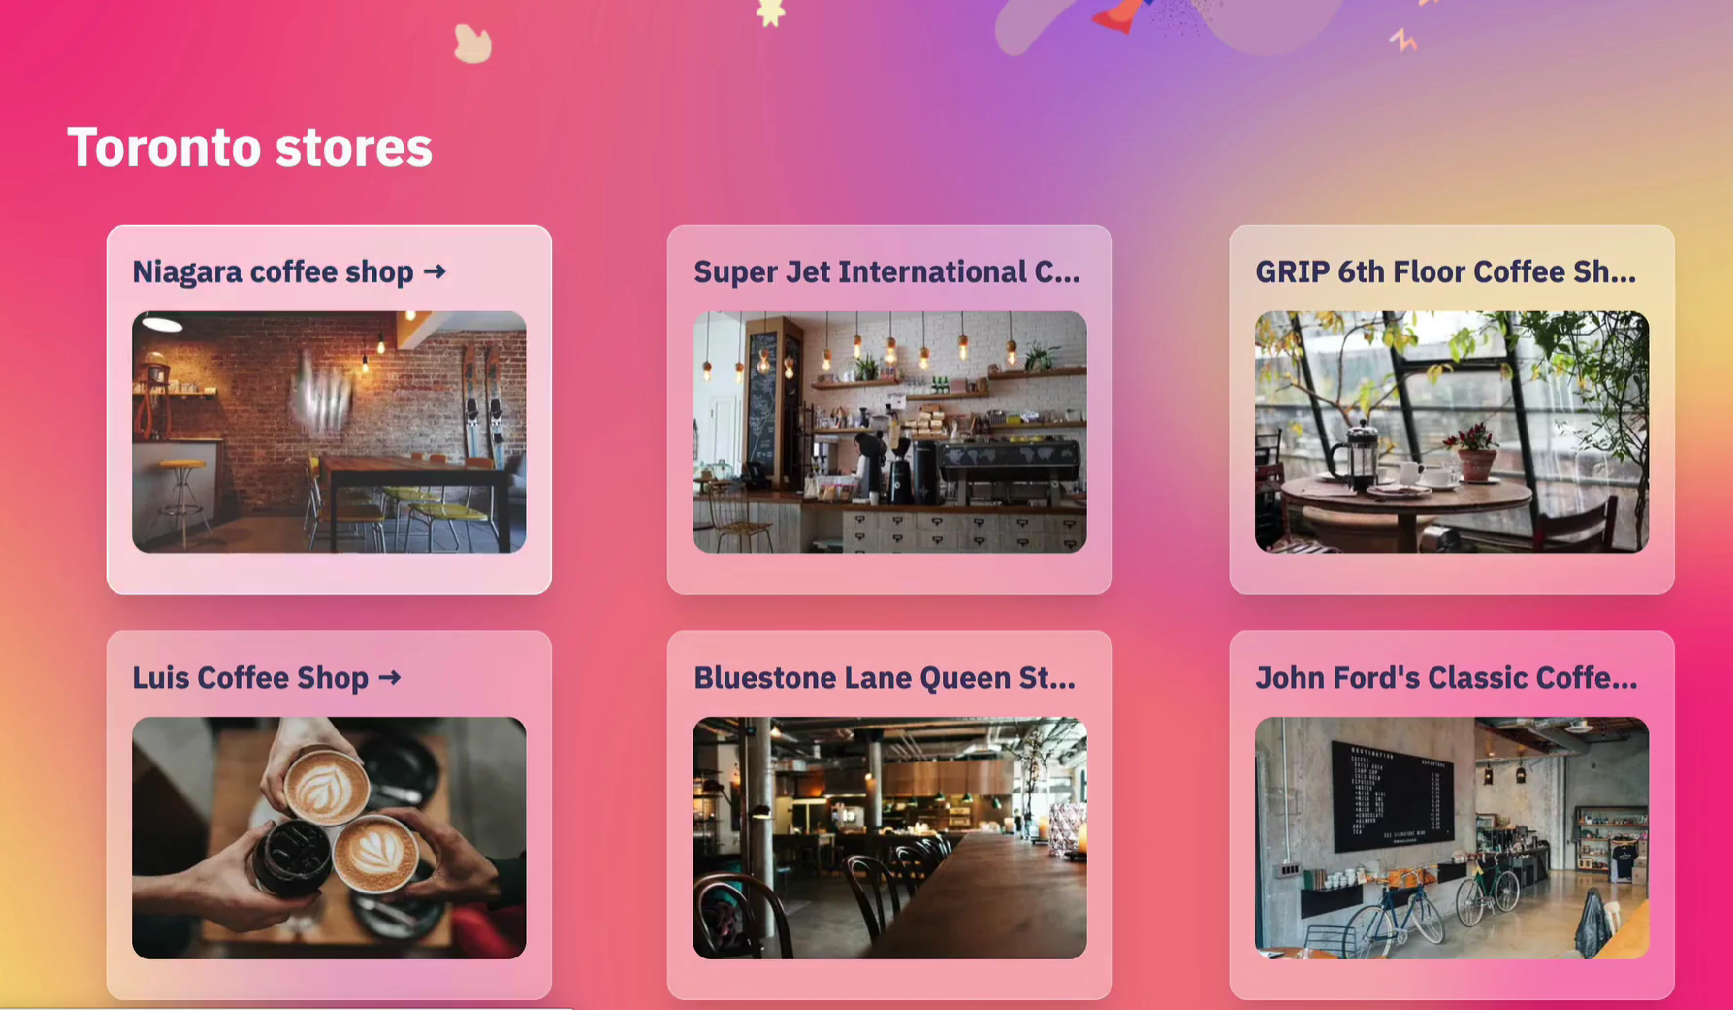 Toronto stores
Niagara coffee shop →
Super Jet International C...
GRIP 6th Floor Coffee Sh...
Luis Coffee Shop →
Bluestone Lane Queen St...
John Ford's Classic Coffe...
DESTINATION